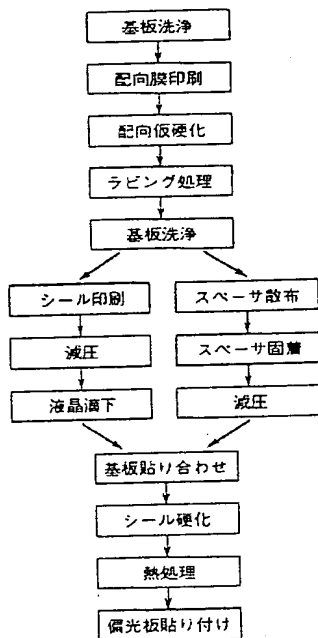 基板洗浄
配向膜印刷
配向仮硬化
ラビング処理
基板洗浄
シール印刷
減圧
液晶滴下
スペーサ散布
スペーサ固着
減圧
基板貼り合わせ
シール硬化
熱処理
偏光板貼り付け